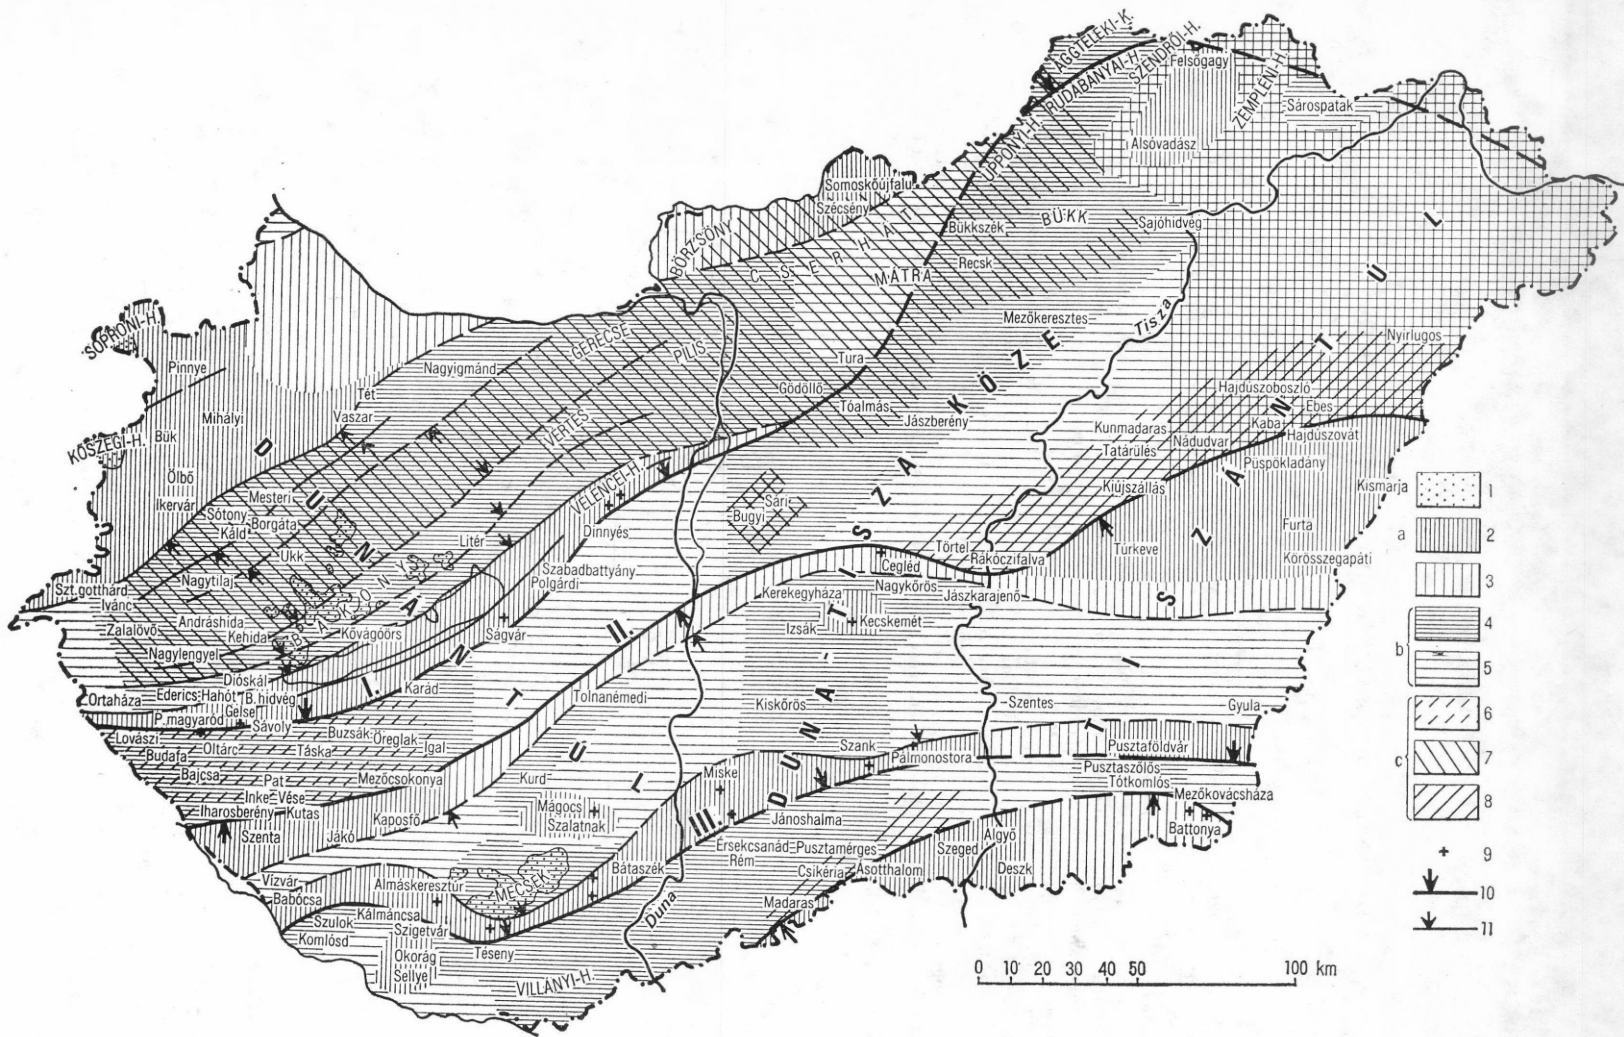 AGGTELEKI-K.
RUDABÁNYAI-H.
SZENDRŐI-H.
Felsőgagy
ZEMPLÉNI-H.
Sárospatak
UPPONYI-H.
Alsóvadász
Somoskőújfalu
Szécsény
BÖRZSÖNY
CSERHÁT
Bükkszék
BÜKK
Sajóhidvég
Recsk
MÁTRA
Mezőkeresztes
Tisza
SOPRONI-H.
Pinnye
GERECSE
PILIS
Nagyigmánd
Tura
Gödöllő
Tóalmás
Jászberény
Nyirlugos
Hajdúszoboszló
Ebes
Kaba
Hajdúszovát
Kunmadaras
Nádudvar
Tatárülés
Püspökladány
Kiújszállás
Kismarja
Tét
Vaszar
Mihályi
Bük
KŐSZEGI-H.
VÉRTES
Ölbő
Ikervár
Mesteri
Sótony
Borgáta
Káld
Ukk
Nagytilaj
VELENCEI-H.
Dinnyés
Sári
Bugyi
Litér
Szabadbattyány
Polgárdi
Törtel
Cegléd
Rákóczifalva
Túrkeve
Furta
Körösszegapáti
Szt.gotthárd
Ivánc
Zalalövő
Andráshida
Kehida
BAKONY
Kővágóörs
Ságvár
Nagylengyel
Kerekegyháza
Nagykőrös
Jászkarajenő
Izsák
Kecskemét
Dióskál
Ortaháza
Ederics-Hahót
B.hidvég
Gelse
P.magyaród
Sávoly
Karád
I.
II.
Tolnanémedi
Kiskőrös
Szentes
Gyula
Lovászi
Budafa
Oltárc
Buzsák
Öreglak
Igal
Táska
Bajcsa
Pat
Mezőcsokonya
Inke
Vése
Iharosberény
Kutas
Szenta
Jákó
Kaposfő
Kurd
Mágocs
Szalatnak
Miske
Szank
Pálmonostora
Pusztaföldvár
Pusztaszőlős
Tótkomlós
Mezőkovácsháza
Battonya
III.
Jánoshalma
Érsekcsanád
Pusztamérges
Rém
Csikéria
Ásotthalom
Szeged
Algyő
Deszk
Madaras
Vízvár
Babócsa
Almáskeresztúr
MECSEK
Bátaszék
Duna
Kálmáncsa
Szulok
Szigetvár
Komlósd
Okorág
Sellye
Téseny
VILLÁNYI-H.
DUNÁNTÚL
DUNA-TISZA KÖZE
TISZÁNTÚL
1
a 2
3
b 4
5
6
c 7
8
9
10
11
0 10 20 30 40 50 100 km